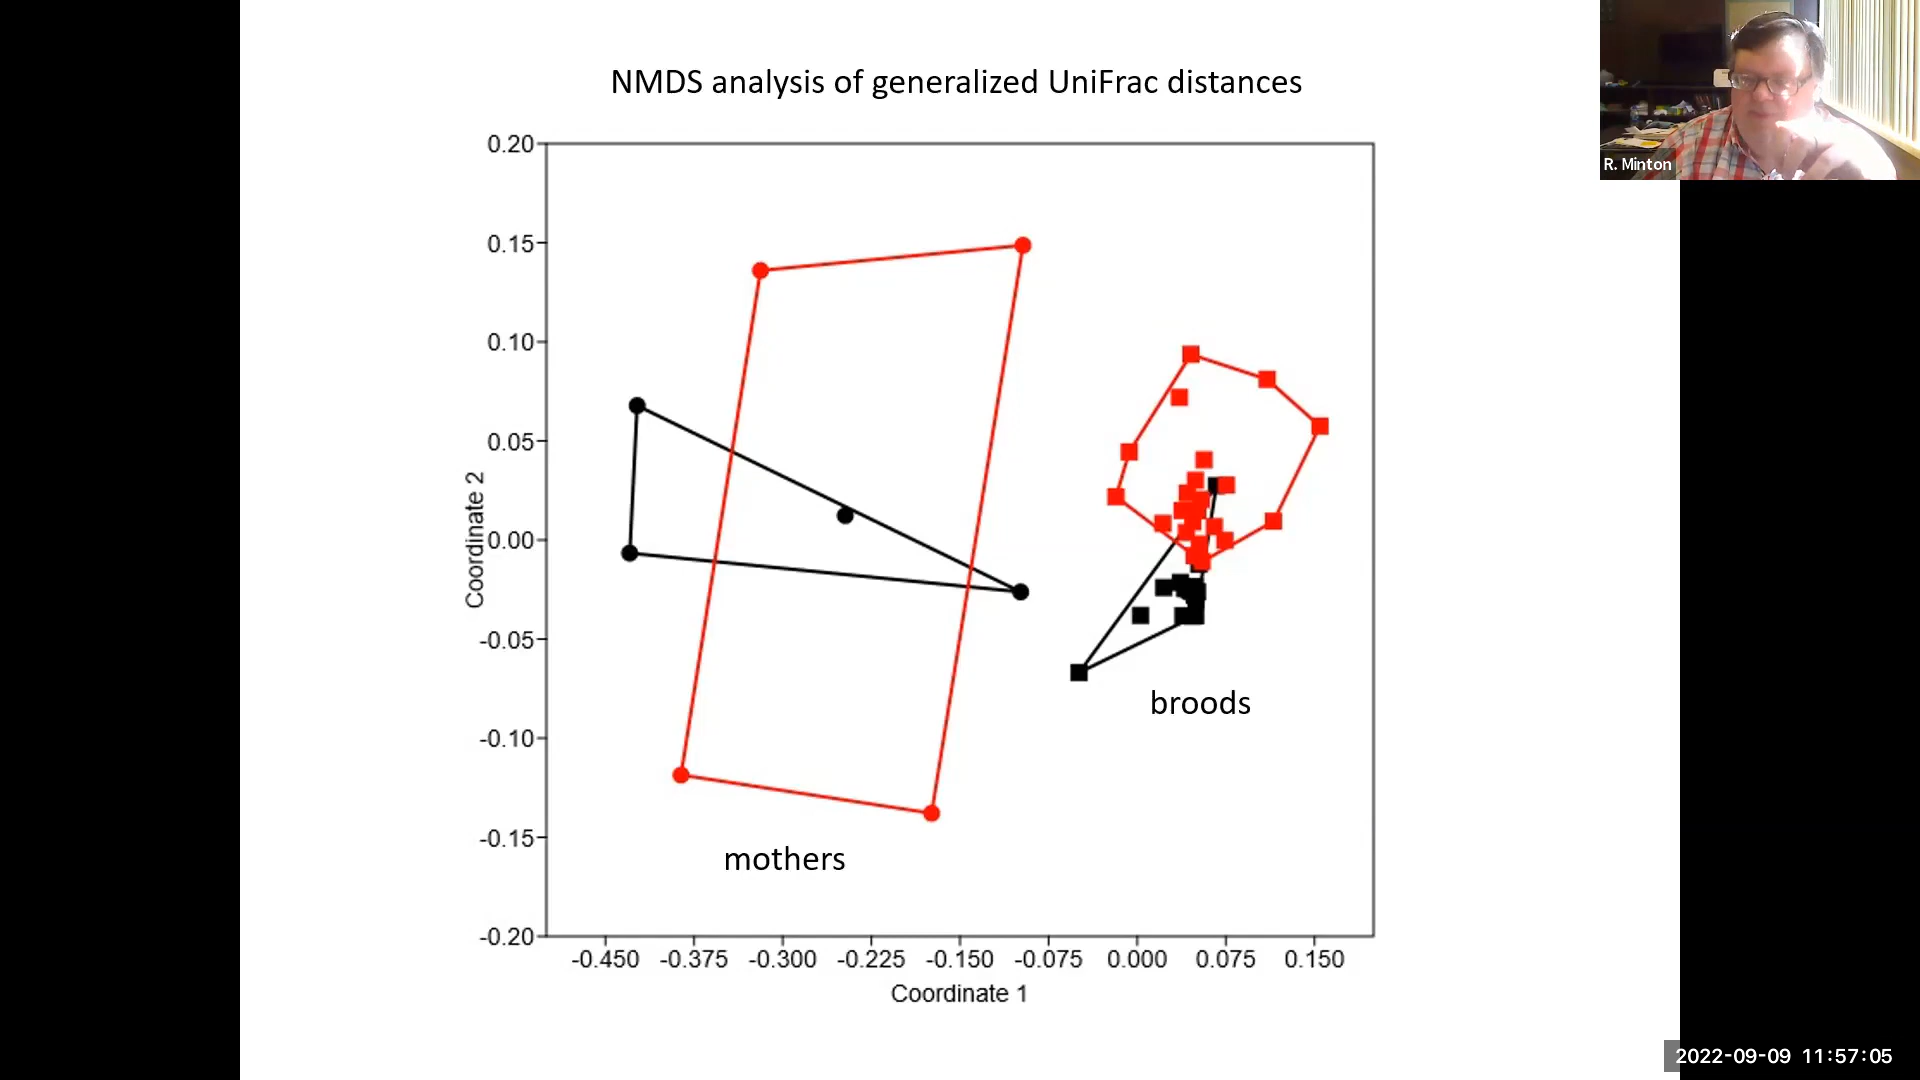 NMDS analysis of generalized UniFrac distances
R. Minton
0.20
0.15
0.10
0.05
0.00
-0.05
-0.10
-0.15
-0.20
Coordinate 2
broods
mothers
-0.450 -0.375 -0.300 -0.225 -0.150 -0.075 0.000 0.075 0.150
Coordinate 1
2022-09-09 11:57:05